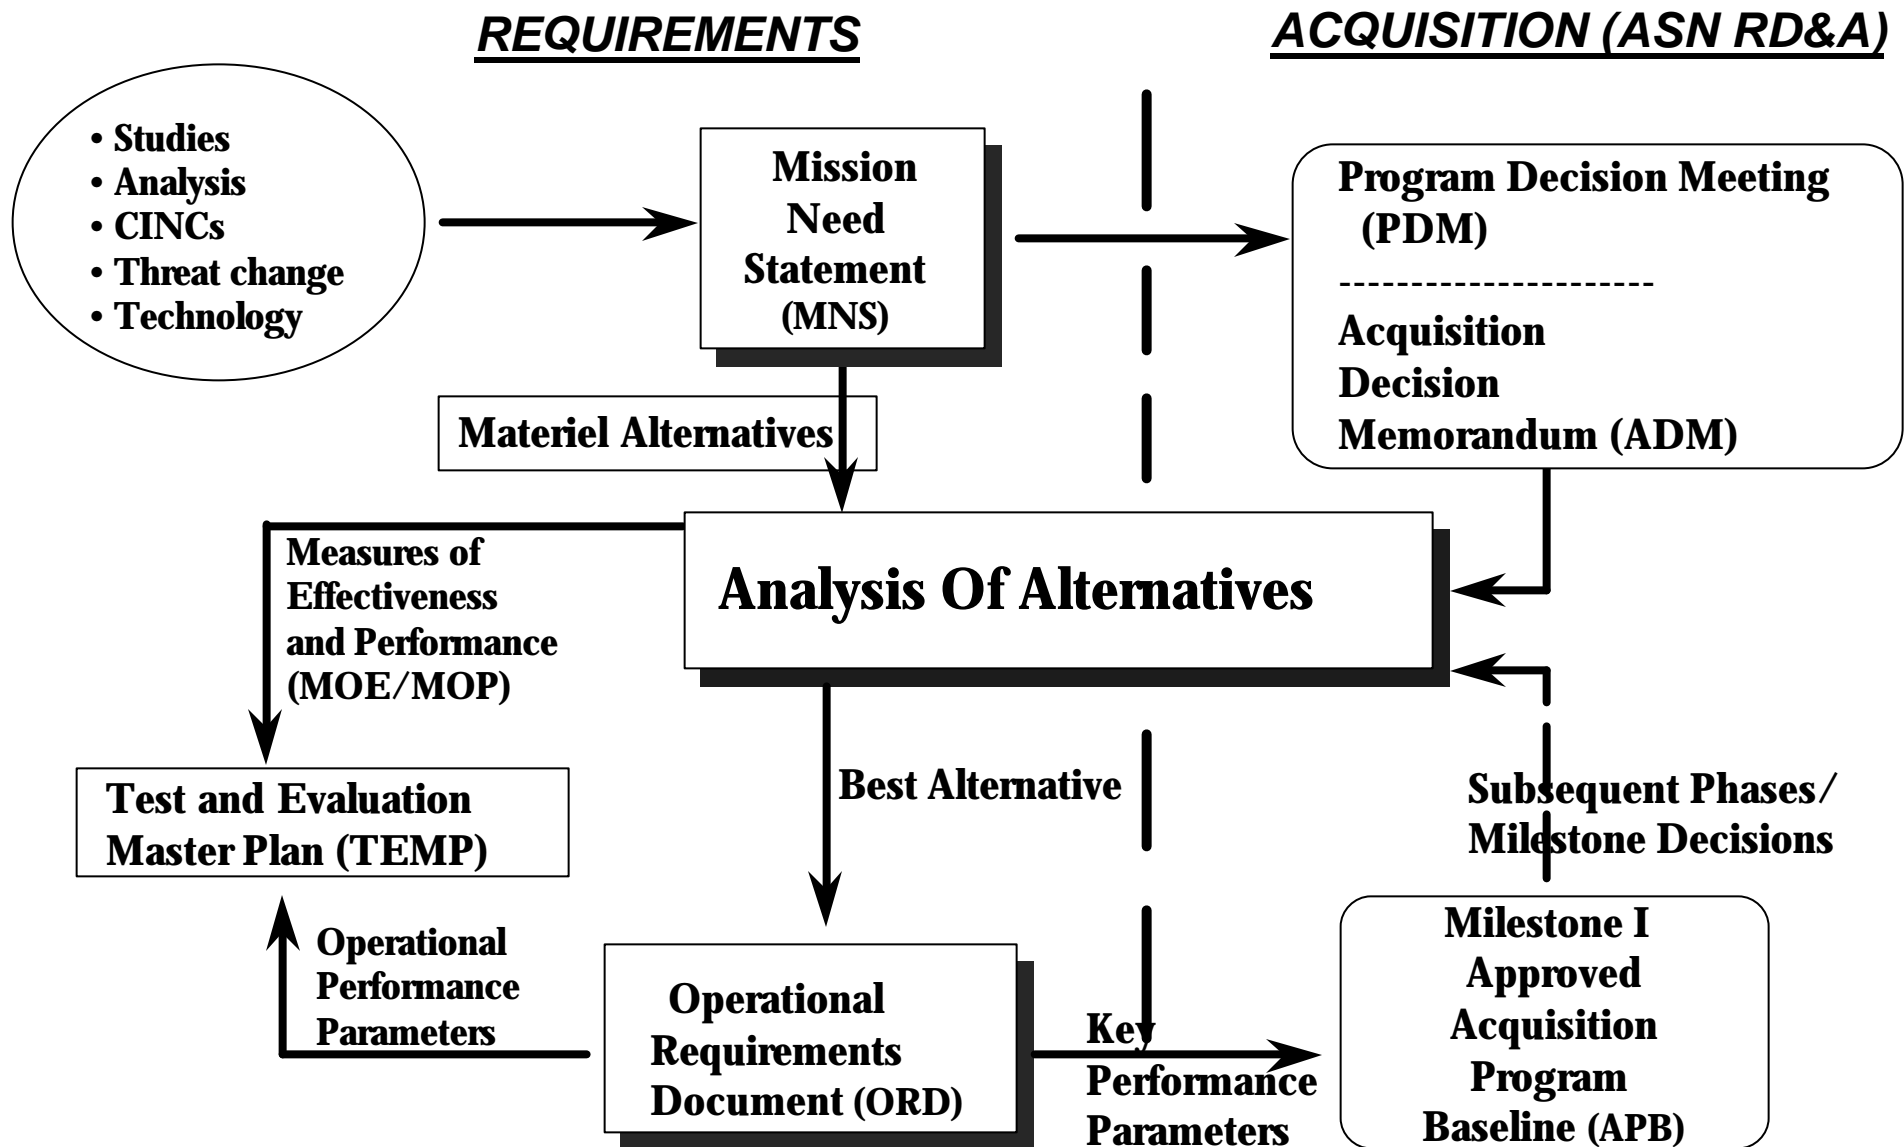 REQUIREMENTS
ACQUISITION (ASN RD&A)
• Studies
• Analysis
• CINCs
• Threat change
• Technology
Mission
Need
Statement
(MNS)
Program Decision Meeting
(PDM)
----------------------
Acquisition
Decision
Memorandum (ADM)
Materiel Alternatives
Measures of
Effectiveness
and Performance
(MOE/MOP)
Analysis Of Alternatives
Test and Evaluation
Master Plan (TEMP)
Best Alternative
Subsequent Phases/
Milestone Decisions
Operational
Performance
Parameters
Operational
Requirements
Document (ORD)
Key
Performance
Parameters
Milestone I
Approved
Acquisition
Program
Baseline (APB)